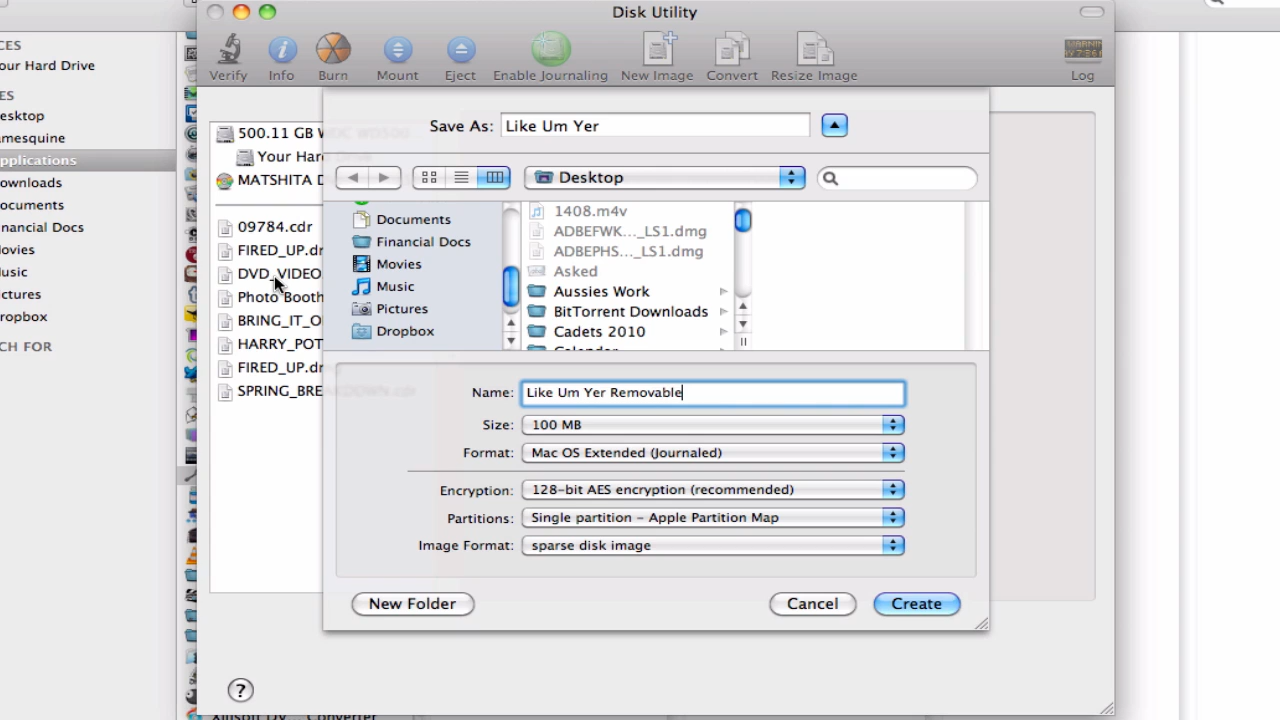 Disk Utility
Verify Info Burn Mount Eject Enable Journaling New Image Convert Resize Image Log
CES
our Hard Drive
ES
esktop
amesquine
pplications
ownloads
ocuments
nancial Docs
ovies
usic
ctures
ropbox
CH FOR
500.11 GB W
Your Har
MATSHITA D
09784.cdr
FIRED_UP.dr
DVD_VIDEO
Photo Booth
BRING_IT_O
HARRY_POT
FIRED_UP.dr
SPRING_BRE
Save As: Like Um Yer
Desktop
Documents
Financial Docs
Movies
Music
Pictures
Dropbox
1408.m4v
ADBEFWK..._LS1.dmg
ADBEPHS..._LS1.dmg
Asked
Aussies Work
BitTorrent Downloads
Cadets 2010
Calendar
Name: Like Um Yer Removable
Size: 100 MB
Format: Mac OS Extended (Journaled)
Encryption: 128-bit AES encryption (recommended)
Partitions: Single partition - Apple Partition Map
Image Format: sparse disk image
New Folder Cancel Create
?